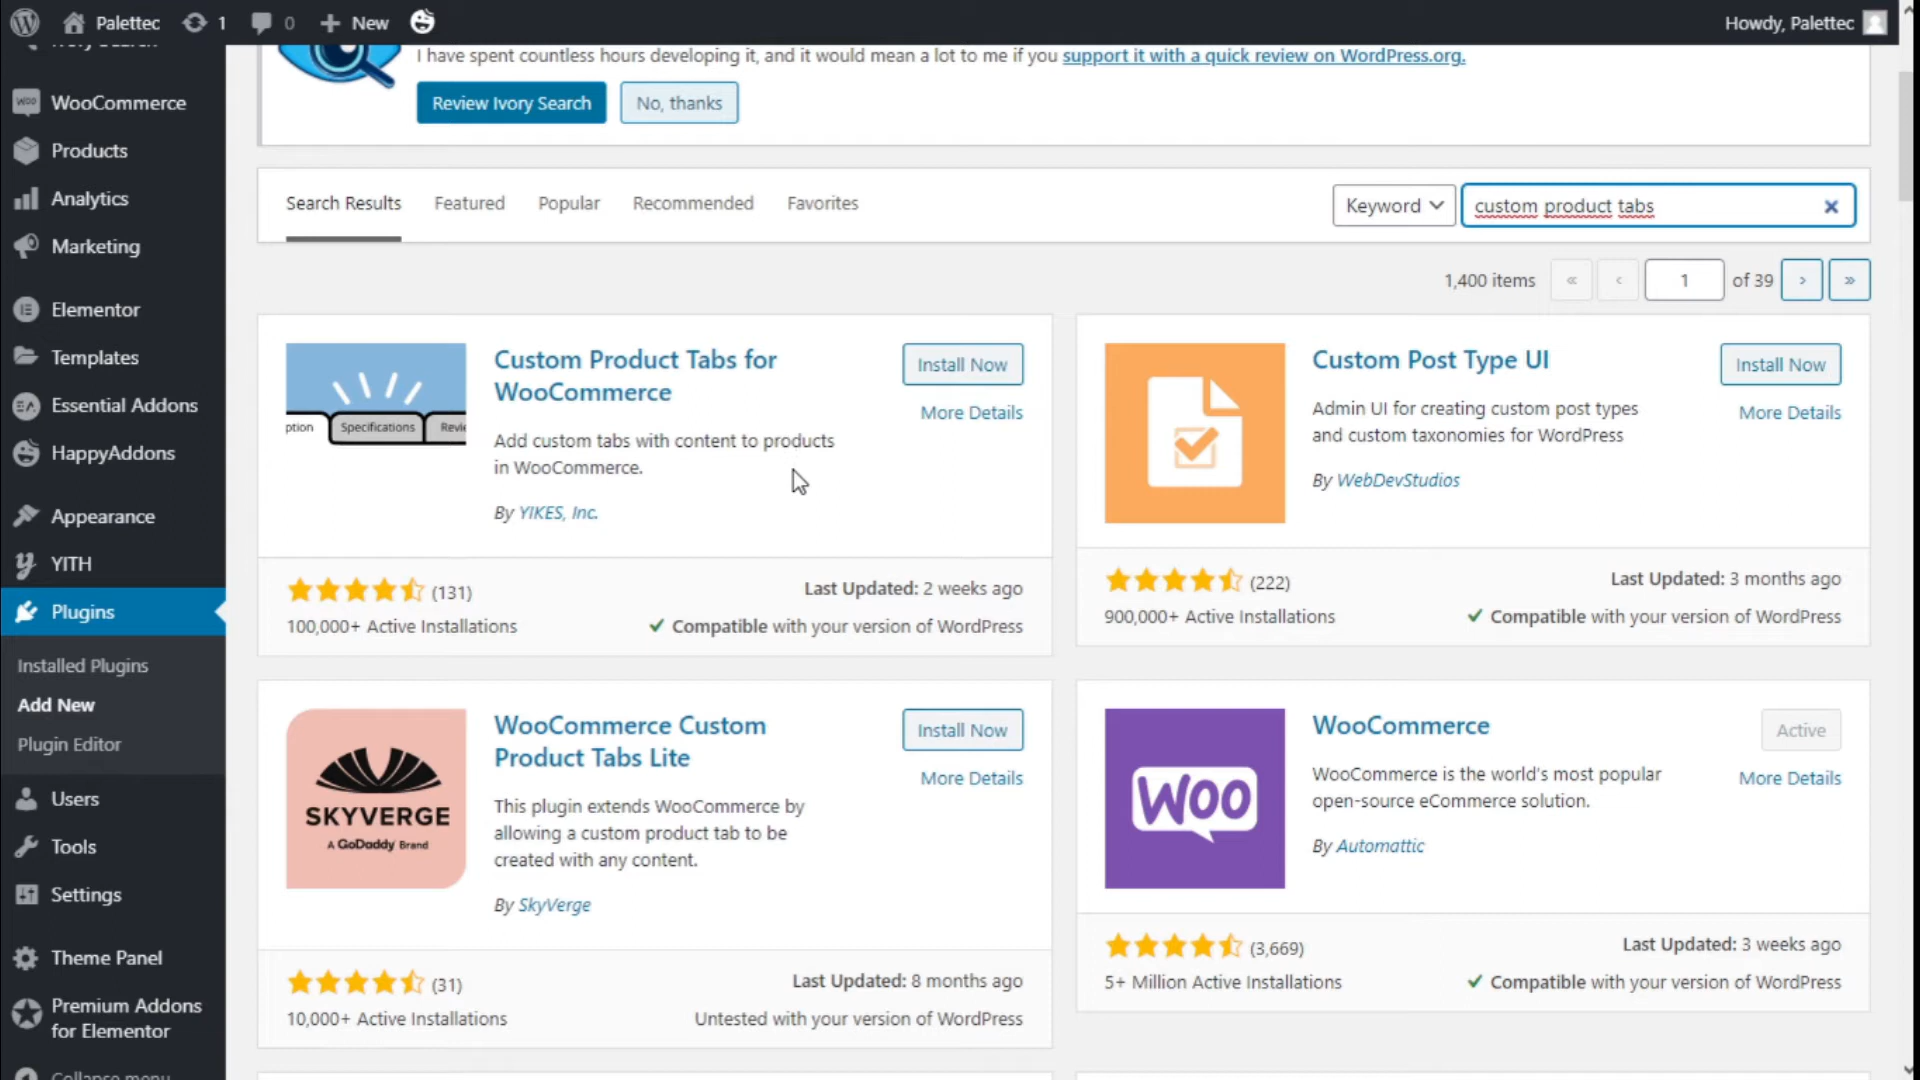 Palettec
1
0
New
Howdy, Palettec
Ivory Search
WooCommerce
Products
Analytics
Marketing
Elementor
Templates
Essential Addons
HappyAddons
Appearance
YITH
Plugins
Installed Plugins
Add New
Plugin Editor
Users
Tools
Settings
Theme Panel
Premium Addons
for Elementor
Collapse menu
I have spent countless hours developing it, and it would mean a lot to me if you support it with a quick review on WordPress.org.
Review Ivory Search
No, thanks
Search Results
Featured
Popular
Recommended
Favorites
Keyword
custom product tabs
1,400 items
«
‹
1
of 39
›
»
ption
Specifications
Revie
Custom Product Tabs for
WooCommerce
Install Now
More Details
Add custom tabs with content to products
in WooCommerce.
By YIKES, Inc.
(131)
Last Updated: 2 weeks ago
100,000+ Active Installations
Compatible with your version of WordPress
Custom Post Type UI
Install Now
More Details
Admin UI for creating custom post types
and custom taxonomies for WordPress
By WebDevStudios
(222)
Last Updated: 3 months ago
900,000+ Active Installations
Compatible with your version of WordPress
SKYVERGE
A GoDaddy Brand
WooCommerce Custom
Product Tabs Lite
Install Now
More Details
This plugin extends WooCommerce by
allowing a custom product tab to be
created with any content.
By SkyVerge
(31)
Last Updated: 8 months ago
10,000+ Active Installations
Untested with your version of WordPress
WOO
WooCommerce
Active
More Details
WooCommerce is the world's most popular
open-source eCommerce solution.
By Automattic
(3,669)
Last Updated: 3 weeks ago
5+ Million Active Installations
Compatible with your version of WordPress